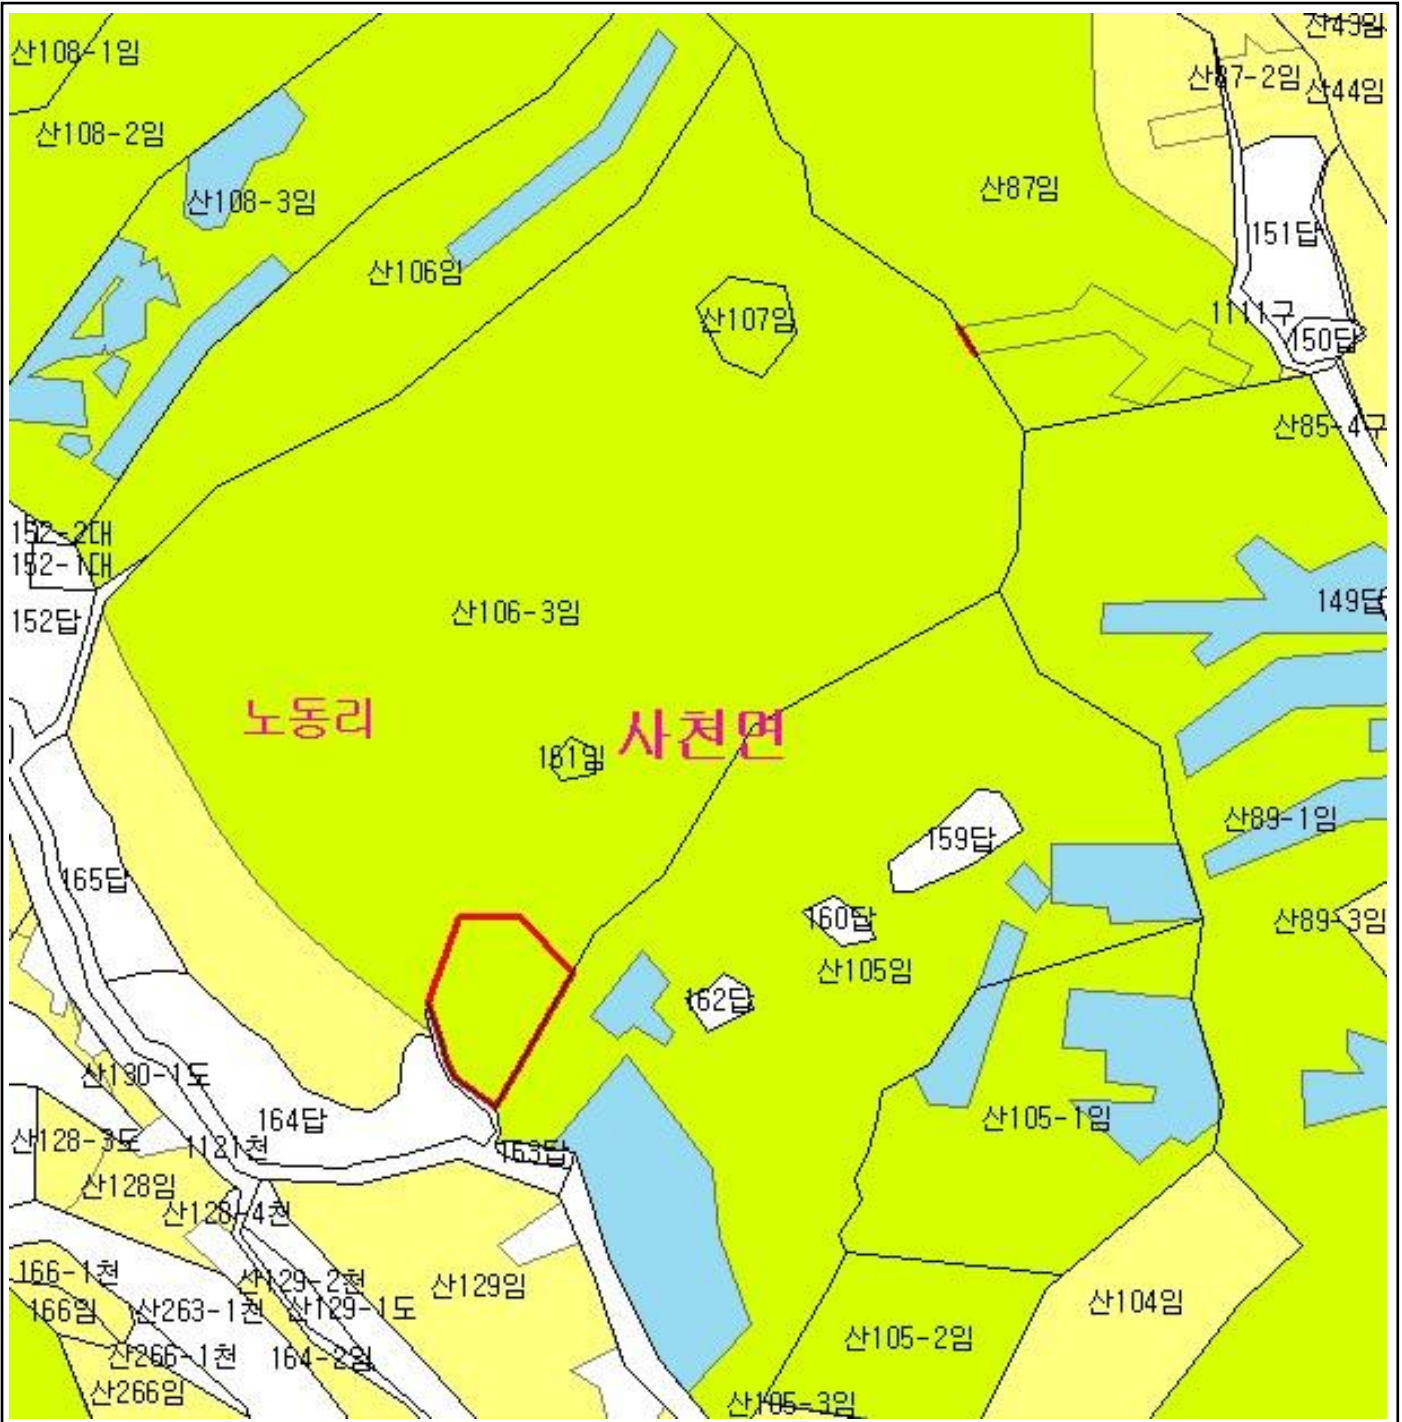 산108-1임
산43임
산87-2임
산44임
산108-2임
산87임
산108-3임
151답
산106임
1111구
산107임
150답
산85-4구
152-2대
152-1대
149답
산106-3임
152답
노동리
사천면
161임
산89-1임
159답
165답
160답
산89-3임
산105임
162답
산130-1도
164답
산105-1임
산128-3도
1121천
163답
산128임
산128-4천
166-1천
산129-2천
산129임
166임
산263-1천
산129-1도
산104임
산105-2임
산266-1천
164-2임
산266임
산105-3임